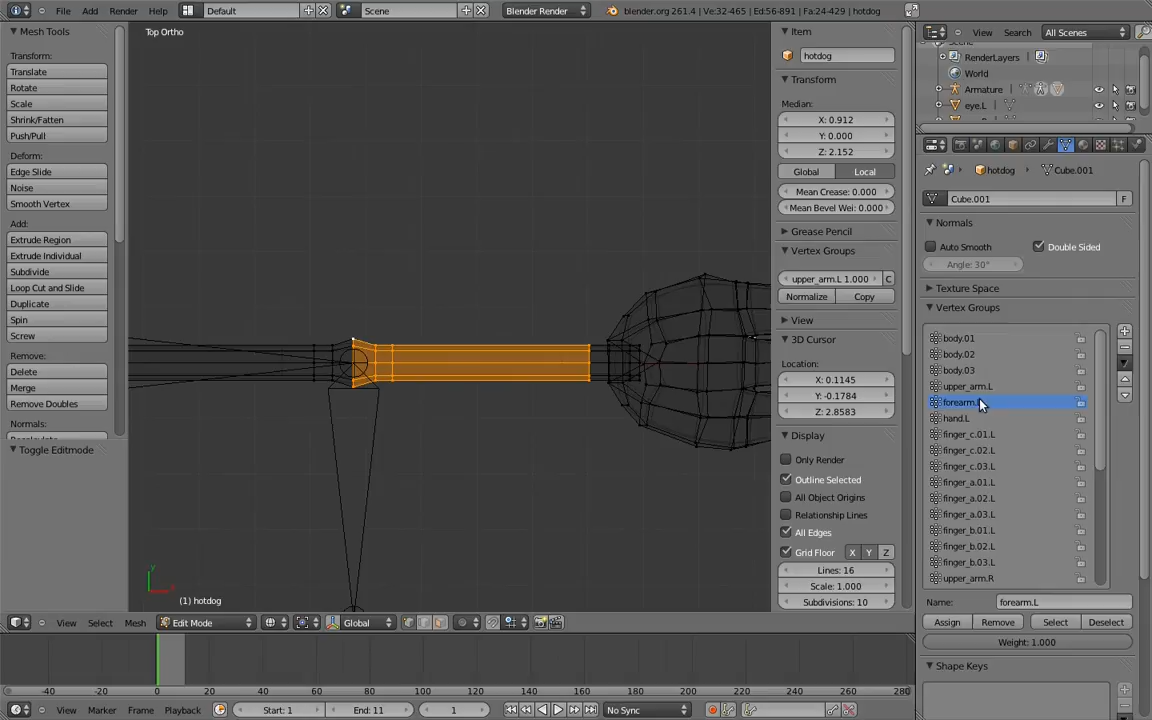 File Add Render Help Default Scene Blender Render blender.org 261.4 | Ve:32-465 | Ed:56-891 | Fa:24-429 | hotdog
Mesh Tools
Transform:
Translate
Rotate
Scale
Shrink/Fatten
Push/Pull
Deform:
Edge Slide
Noise
Smooth Vertex
Add:
Extrude Region
Extrude Individual
Subdivide
Loop Cut and Slide
Duplicate
Spin
Screw
Remove:
Delete
Merge
Remove Doubles
Normals:
Toggle Editmode
Top Ortho
y
x
(1) hotdog
Item
hotdog
Transform
Median:
X: 0.912
Y: 0.000
Z: 2.152
Global Local
Mean Crease: 0.000
Mean Bevel Wei: 0.000
Grease Pencil
Vertex Groups
upper_arm.L 1.000 C
Normalize Copy
View
3D Cursor
Location:
X: 0.1145
Y: -0.1784
Z: 2.8583
Display
Only Render
Outline Selected
All Object Origins
Relationship Lines
All Edges
Grid Floor X Y Z
Lines: 16
Scale: 1.000
Subdivisions: 10
View Search All Scenes
RenderLayers
World
Armature
eye.L
hotdog Cube.001
Cube.001 F
Normals
Auto Smooth Double Sided
Angle: 30°
Texture Space
Vertex Groups
body.01
body.02
body.03
upper_arm.L
forearm.
hand.L
finger_c.01.L
finger_c.02.L
finger_c.03.L
finger_a.01.L
finger_a.02.L
finger_a.03.L
finger_b.01.L
finger_b.02.L
finger_b.03.L
upper_arm.R
Name: forearm.L
Assign Remove Select Deselect
Weight: 1.000
Shape Keys
View Select Mesh Edit Mode Global
-40 -20 0 20 40 60 80 100 120 140 160 180 200 220 240 260 280
View Marker Frame Playback Start: 1 End: 11 1 No Sync